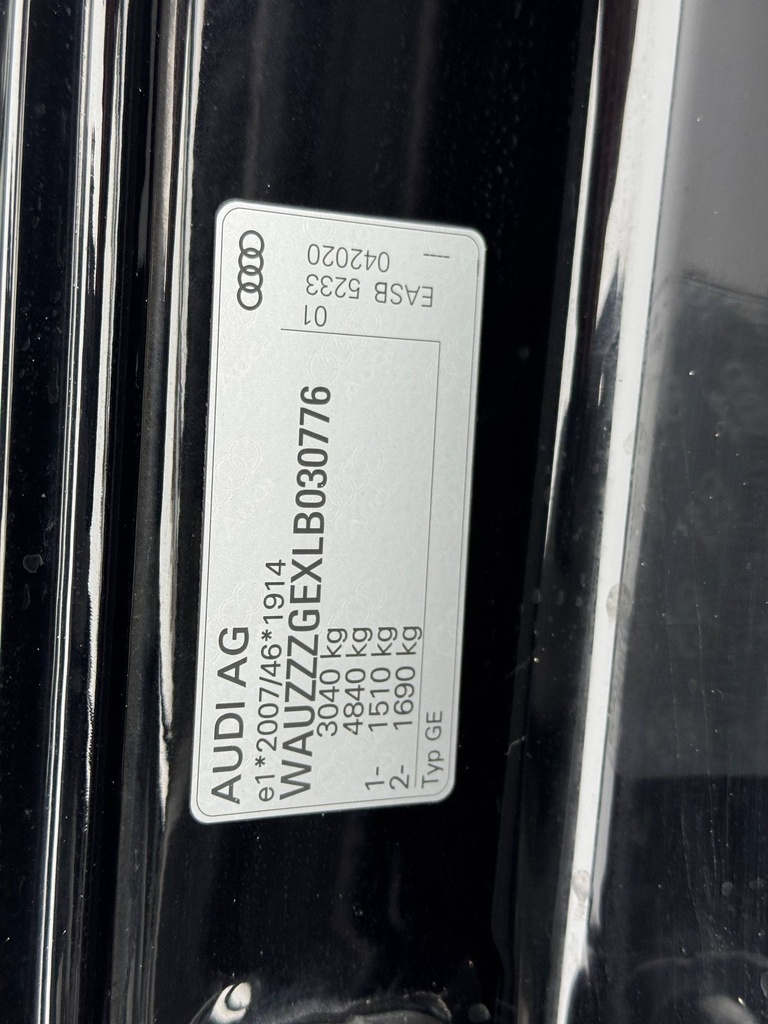 AUDI AG
e1*2007/46*1914
WAUZZZGEXLB030776
3040 kg
4840 kg
1- 1510 kg
2- 1690 kg
Typ GE
01
5233 042020
EASB ---